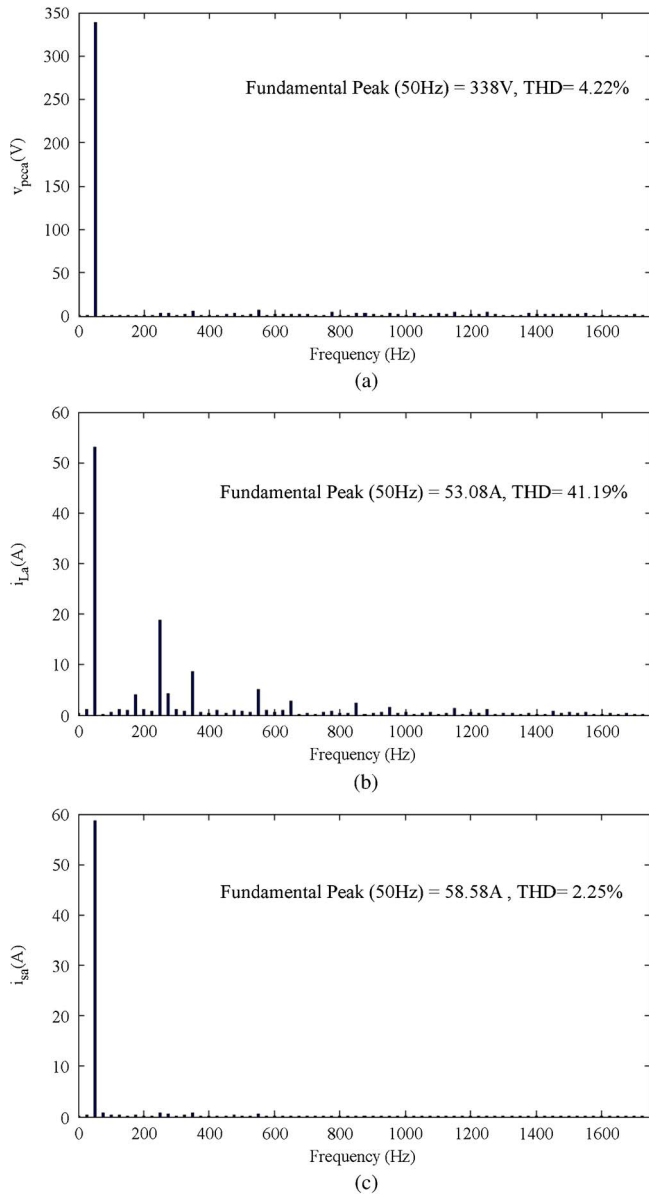 350
300
250
200
150
100
50
0
v_pcca(V)
Fundamental Peak (50Hz) = 338V, THD= 4.22%
0 200 400 600 800 1000 1200 1400 1600
Frequency (Hz)
(a)
60
50
40
30
20
10
0
i_La(A)
Fundamental Peak (50Hz) = 53.08A, THD= 41.19%
0 200 400 600 800 1000 1200 1400 1600
Frequency (Hz)
(b)
60
50
40
30
20
10
0
i_sa(A)
Fundamental Peak (50Hz) = 58.58A , THD= 2.25%
0 200 400 600 800 1000 1200 1400 1600
Frequency (Hz)
(c)